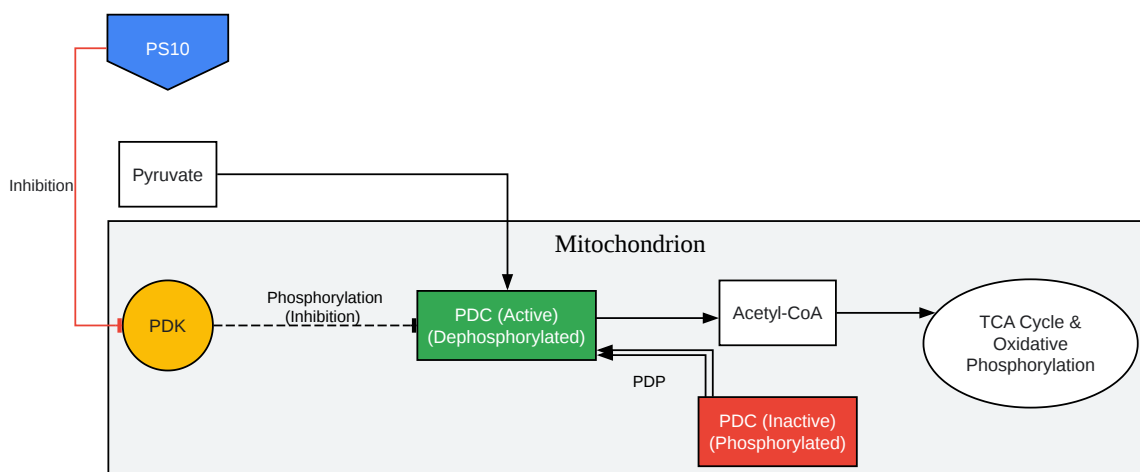 PS10
Pyruvate
Inhibition
Mitochondrion
Phosphorylation
(Inhibition)
PDK
PDC (Active)
(Dephosphorylated)
Acetyl-CoA
TCA Cycle &
Oxidative
Phosphorylation
PDP
PDC (Inactive)
(Phosphorylated)